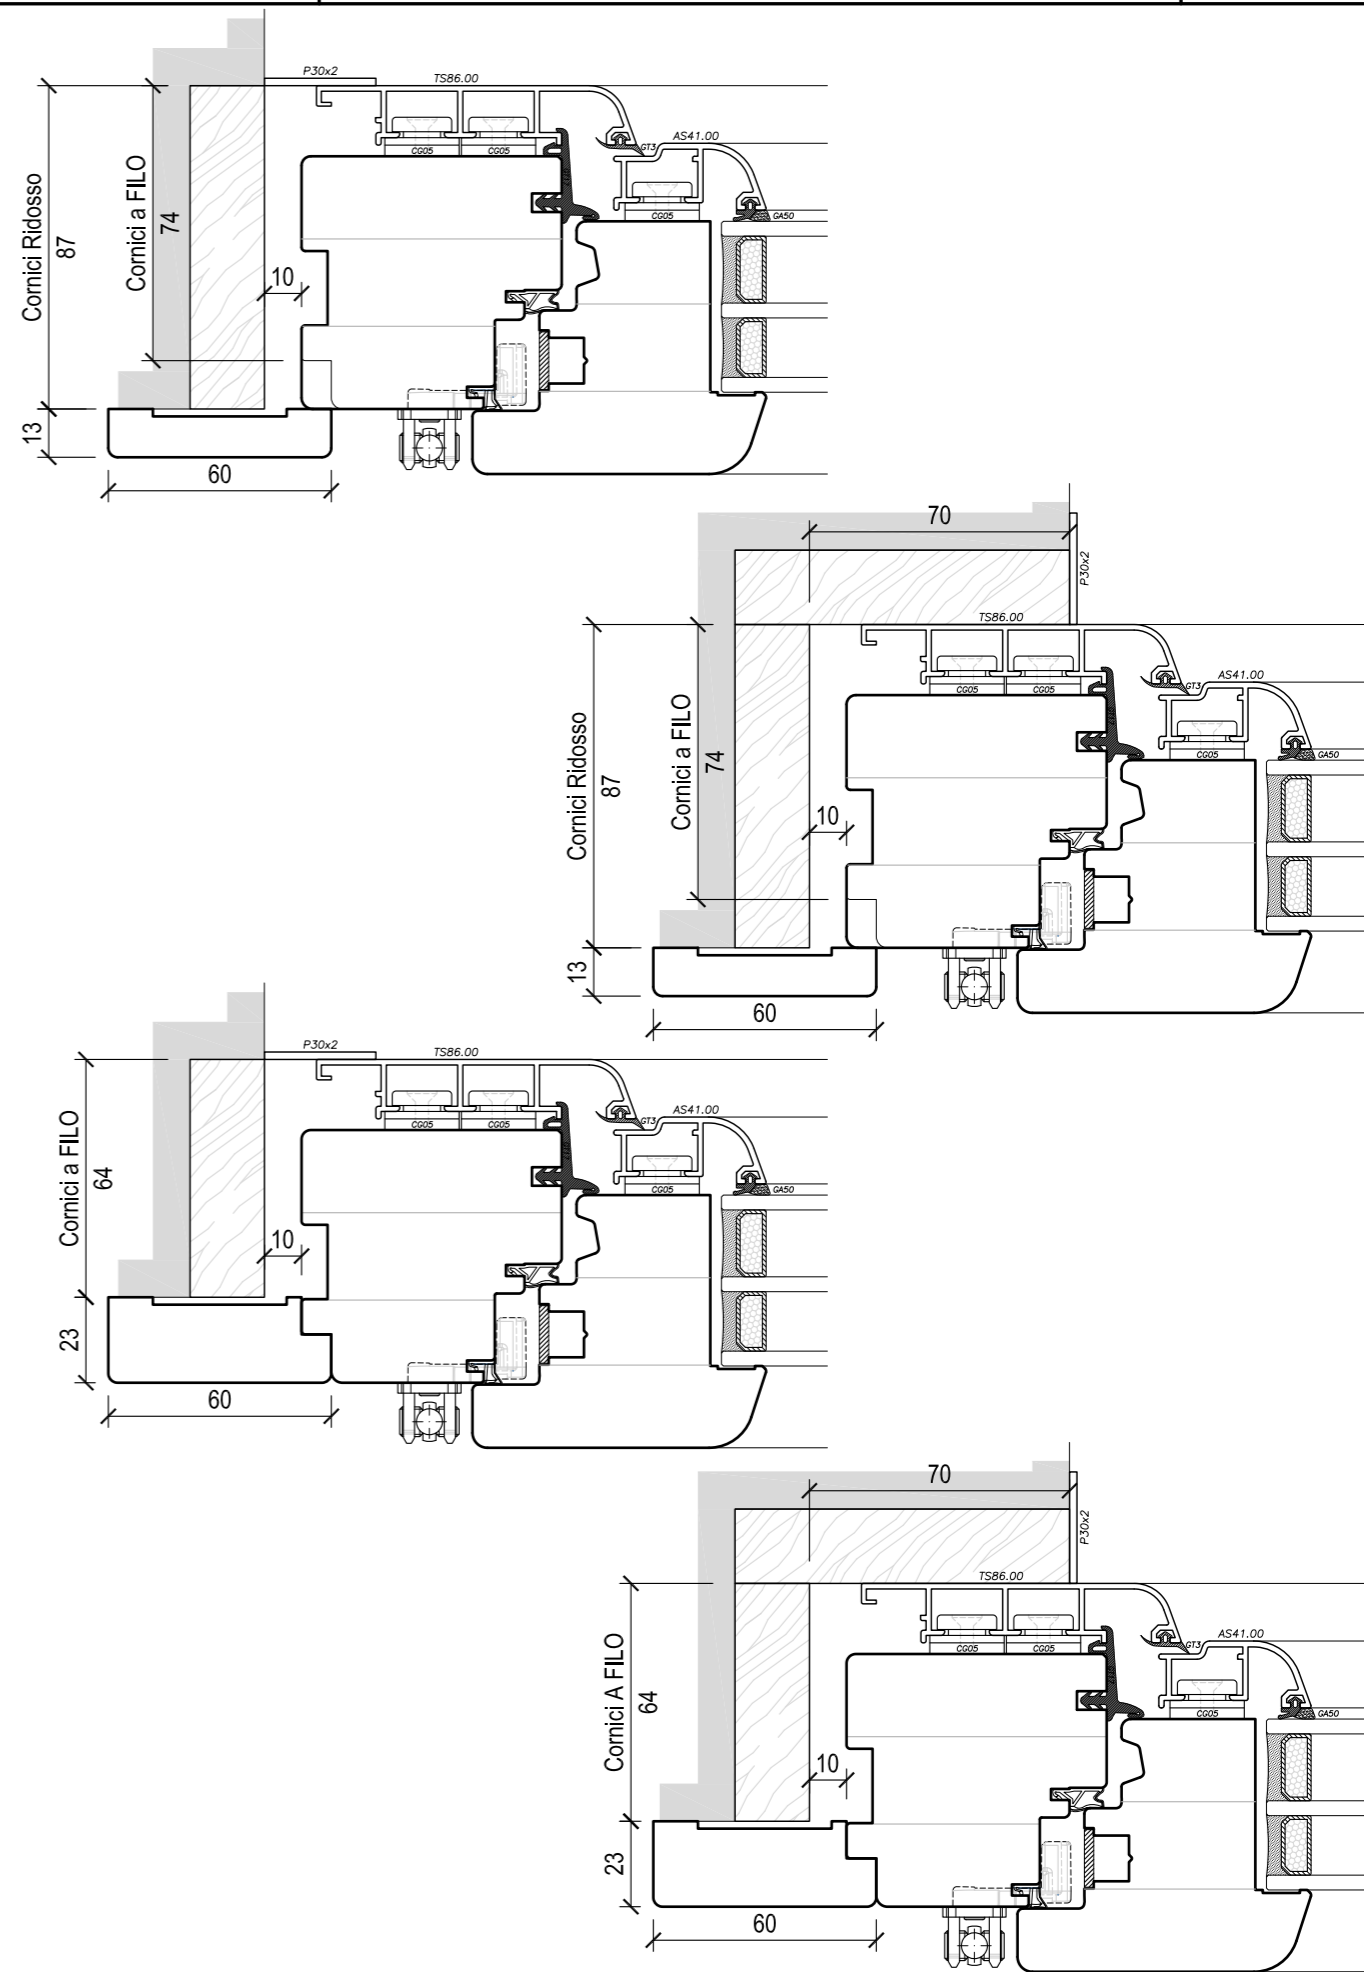 P30x2
TS86.00
AS41.00
GT3
CG05
CG05
CG05
GA50
Cornici Ridosso
87
Cornici a FILO
74
10
13
60
70
P30x2
TS86.00
AS41.00
GT3
CG05
CG05
CG05
GA50
Cornici Ridosso
87
Cornici a FILO
74
10
13
60
P30x2
TS86.00
AS41.00
GT3
CG05
CG05
CG05
GA50
Cornici a FILO
64
10
23
60
70
P30x2
TS86.00
AS41.00
GT3
CG05
CG05
CG05
GA50
Cornici A FILO
64
10
23
60